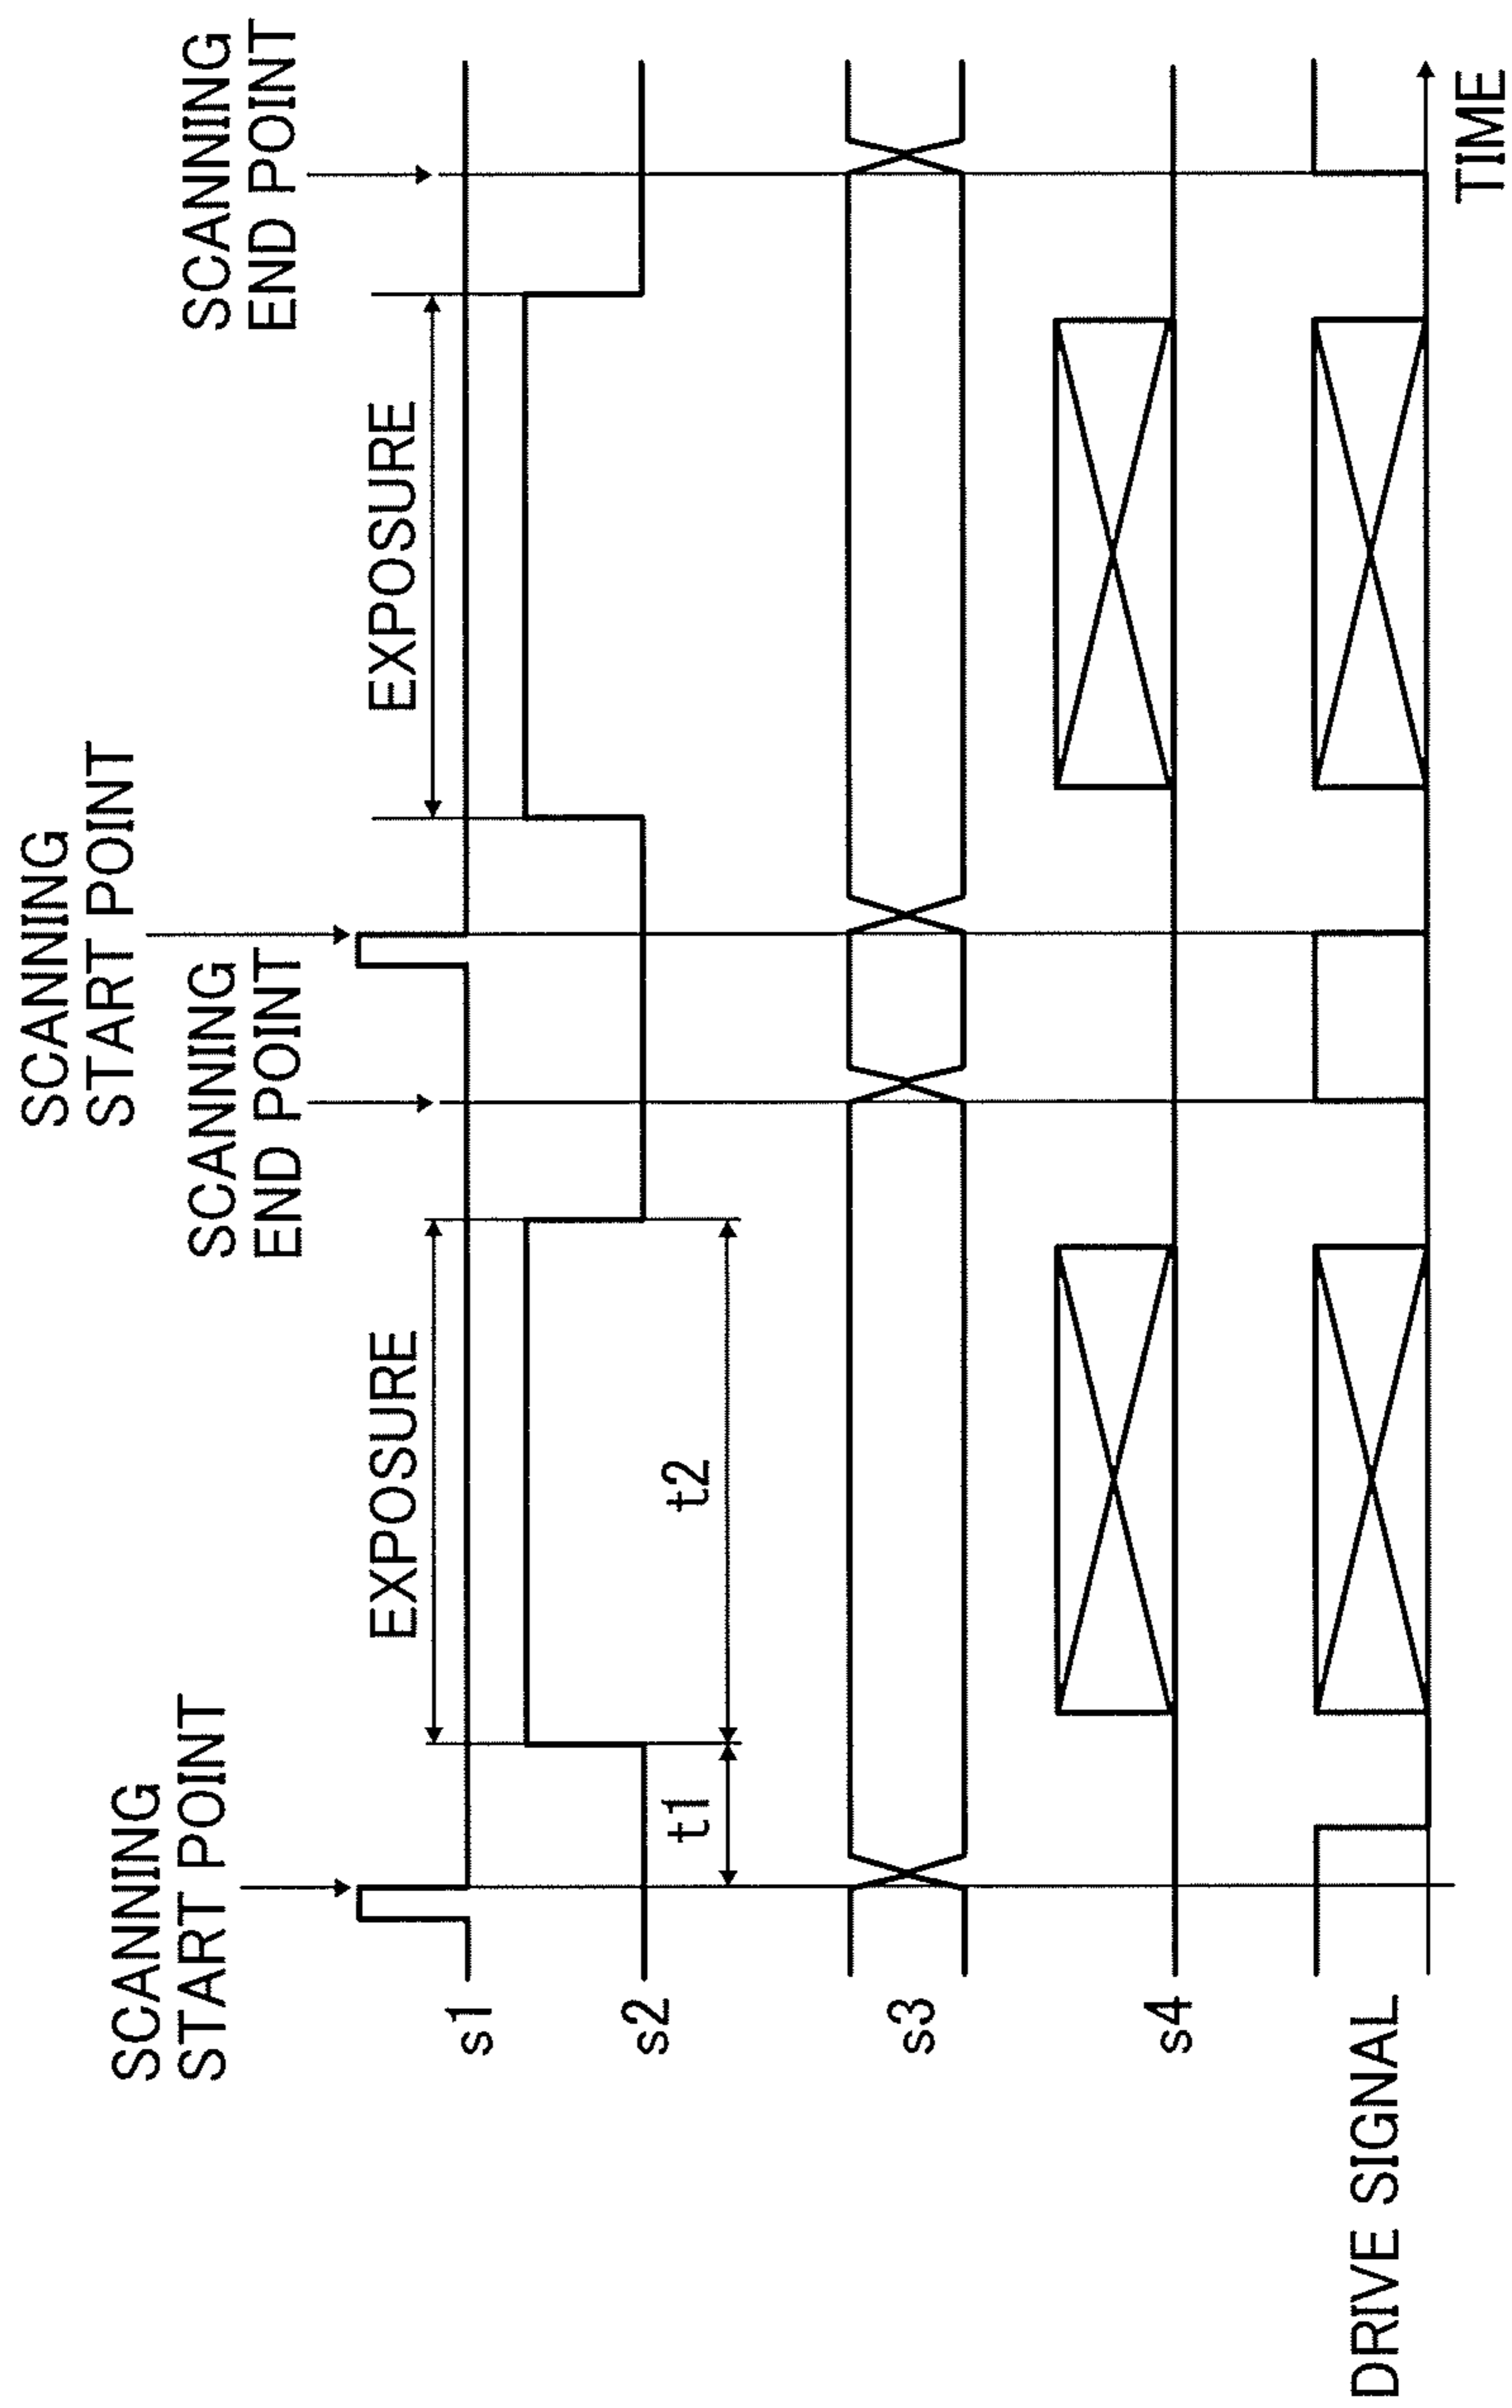 SCANNING
START POINT
SCANNING
END POINT
SCANNING
START POINT
SCANNING
END POINT
EXPOSURE
EXPOSURE
s1
s2
t1
t2
s3
s4
DRIVE SIGNAL
TIME